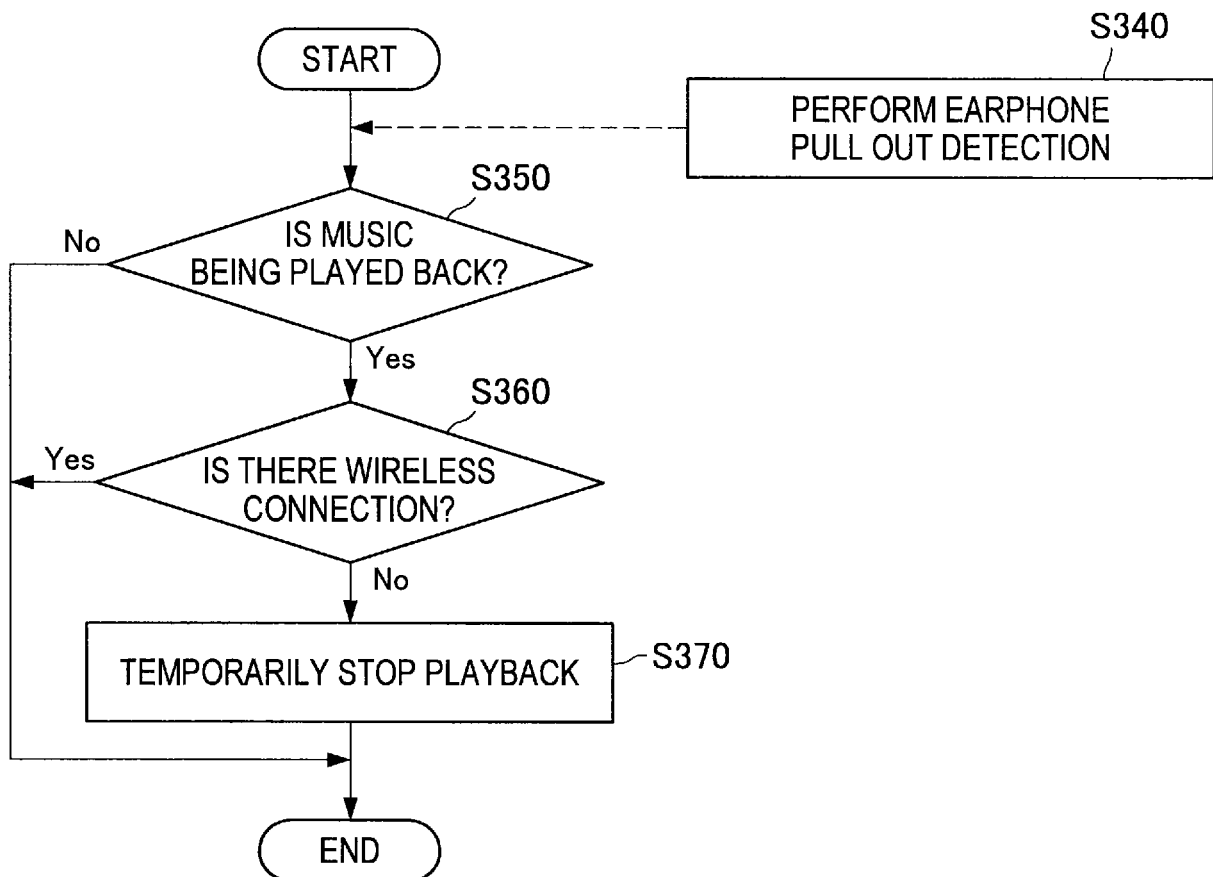 START
S340
PERFORM EARPHONE
PULL OUT DETECTION
S350
IS MUSIC
BEING PLAYED BACK?
No
Yes
S360
IS THERE WIRELESS
CONNECTION?
Yes
No
TEMPORARILY STOP PLAYBACK
S370
END